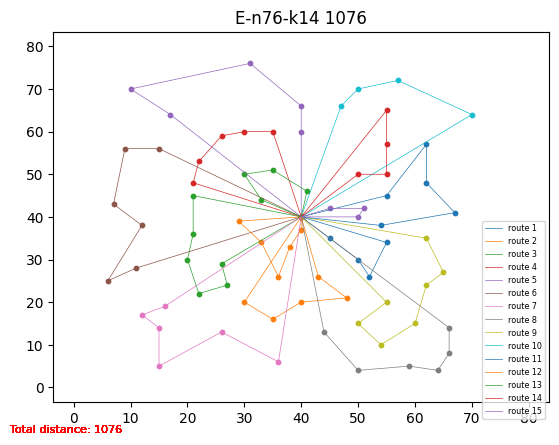 E-n76-k14 1076
80
70
60
50
40
30
20
10
0
0 10 20 30 40 50 60 70 80
route 1
route 2
route 3
route 4
route 5
route 6
route 7
route 8
route 9
route 10
route 11
route 12
route 13
route 14
route 15
Total distance: 1076